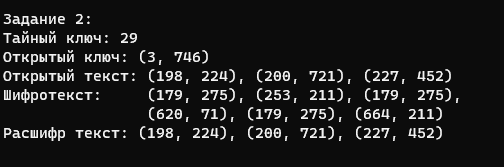 Задание 2:
Тайный ключ: 29
Открытый ключ: (3, 746)
Открытый текст: (198, 224), (200, 721), (227, 452)
Шифротекст: (179, 275), (253, 211), (179, 275),
(620, 71), (179, 275), (664, 211)
Расшифр текст: (198, 224), (200, 721), (227, 452)